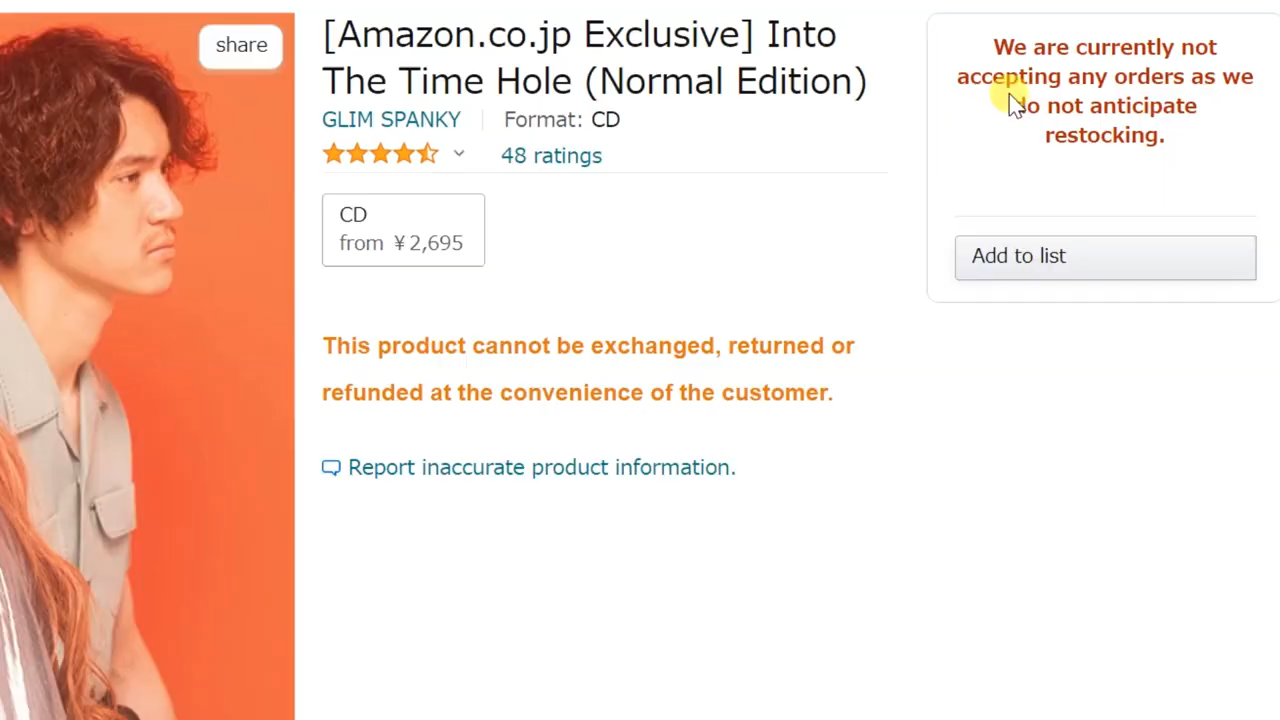 share
[Amazon.co.jp Exclusive] Into
The Time Hole (Normal Edition)
GLIM SPANKY
Format: CD
48 ratings
CD
from ¥2,695
This product cannot be exchanged, returned or
refunded at the convenience of the customer.
Report inaccurate product information.
We are currently not
accepting any orders as we
do not anticipate
restocking.
Add to list